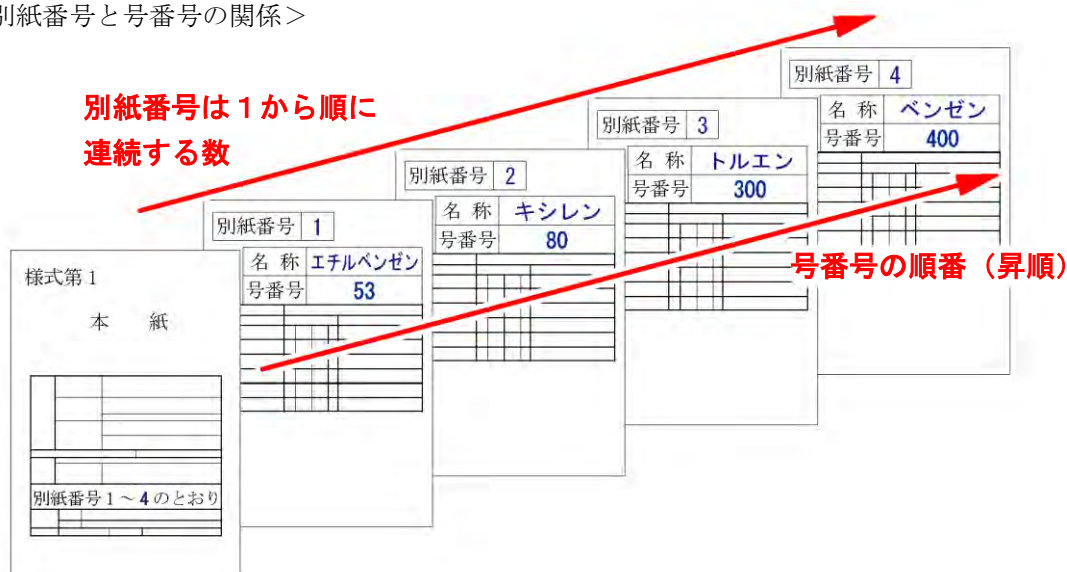 別紙番号と号番号の関係＞
別紙番号は１から順に
連続する数
様式第１
本　紙
別紙番号１～４のとおり
別紙番号 1
名 称 エチルベンゼン
号番号 53
別紙番号 2
名 称 キシレン
号番号 80
別紙番号 3
名 称 トルエン
号番号 300
別紙番号 4
名 称 ベンゼン
号番号 400
号番号の順番（昇順）